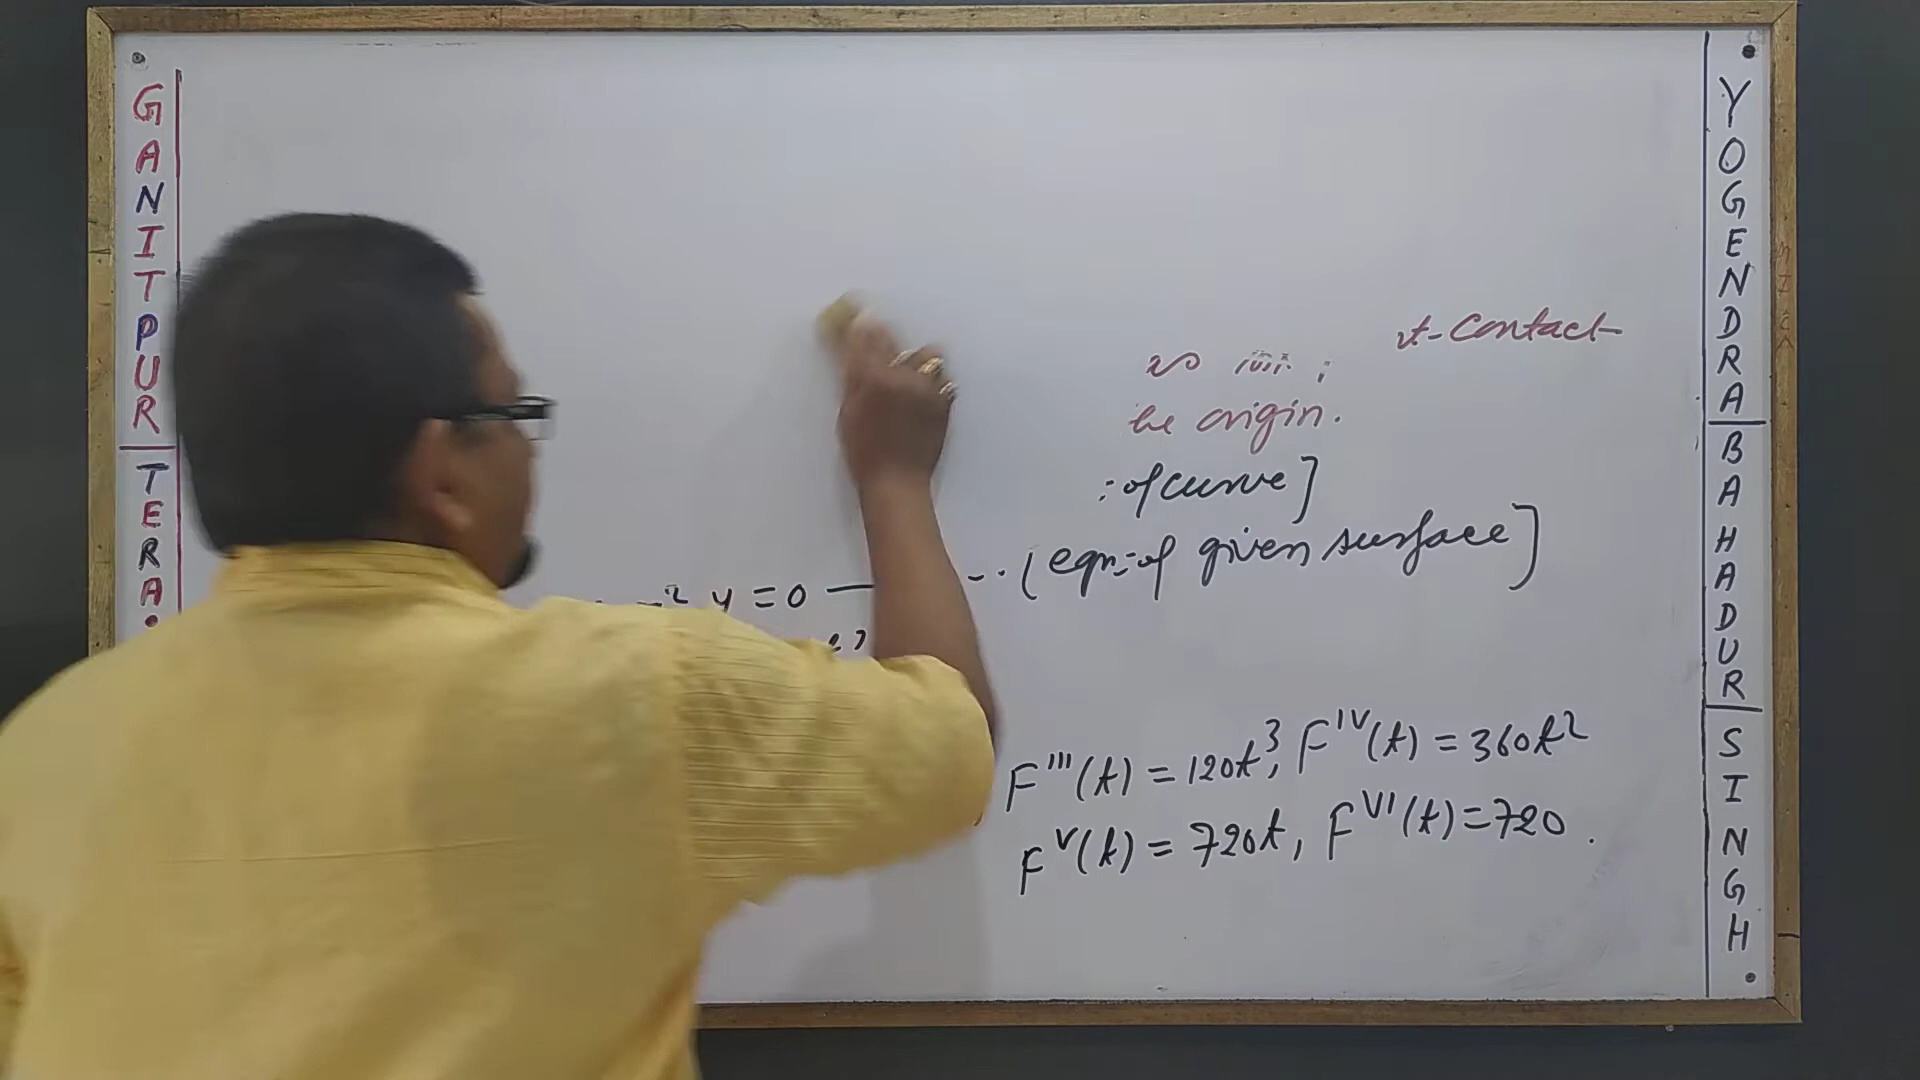 GANITPUR
TERA
t-contact
he origin.
of curve]
y = 0 — (eqn: of given surface]
F'''(t) = 120t³, F^IV(t) = 360t²
F^V(t) = 720t, F^VI(t) = 720.
YOGENDRA
BAHADUR
SINGH